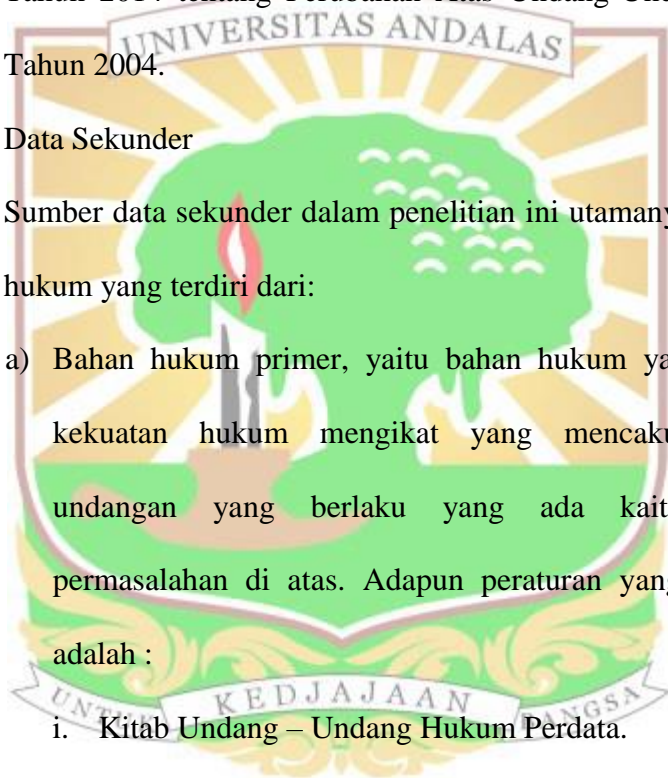 Tahun 2014 tentang Perubahan Atas Undang-Und
UNIVERSITAS ANDALAS
Tahun 2004.
Data Sekunder
Sumber data sekunder dalam penelitian ini utamany
hukum yang terdiri dari:
a) Bahan hukum primer, yaitu bahan hukum ya
kekuatan hukum mengikat yang mencaku
undangan yang berlaku yang ada kait
permasalahan di atas. Adapun peraturan yang
adalah :
UNTUK KEDJAJAAN BANGSA
i. Kitab Undang – Undang Hukum Perdata.